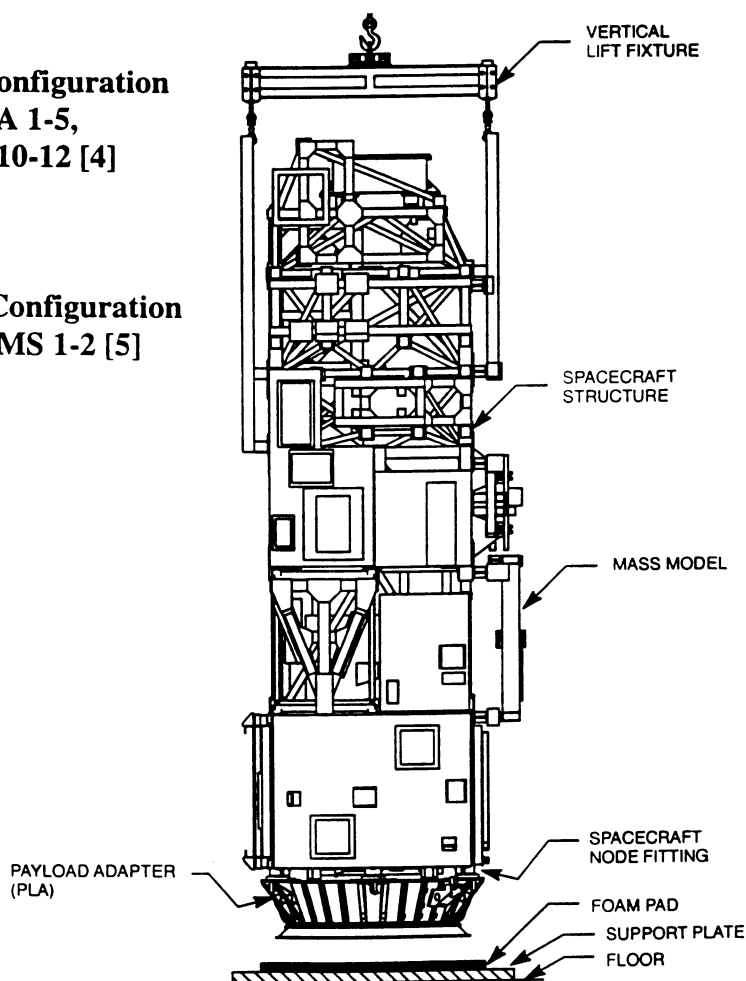 VERTICAL
LIFT FIXTURE
onfiguration
A 1-5,
10-12 [4]
Configuration
MS 1-2 [5]
SPACECRAFT
STRUCTURE
MASS MODEL
SPACECRAFT
NODE FITTING
PAYLOAD ADAPTER
(PLA)
FOAM PAD
SUPPORT PLATE
FLOOR